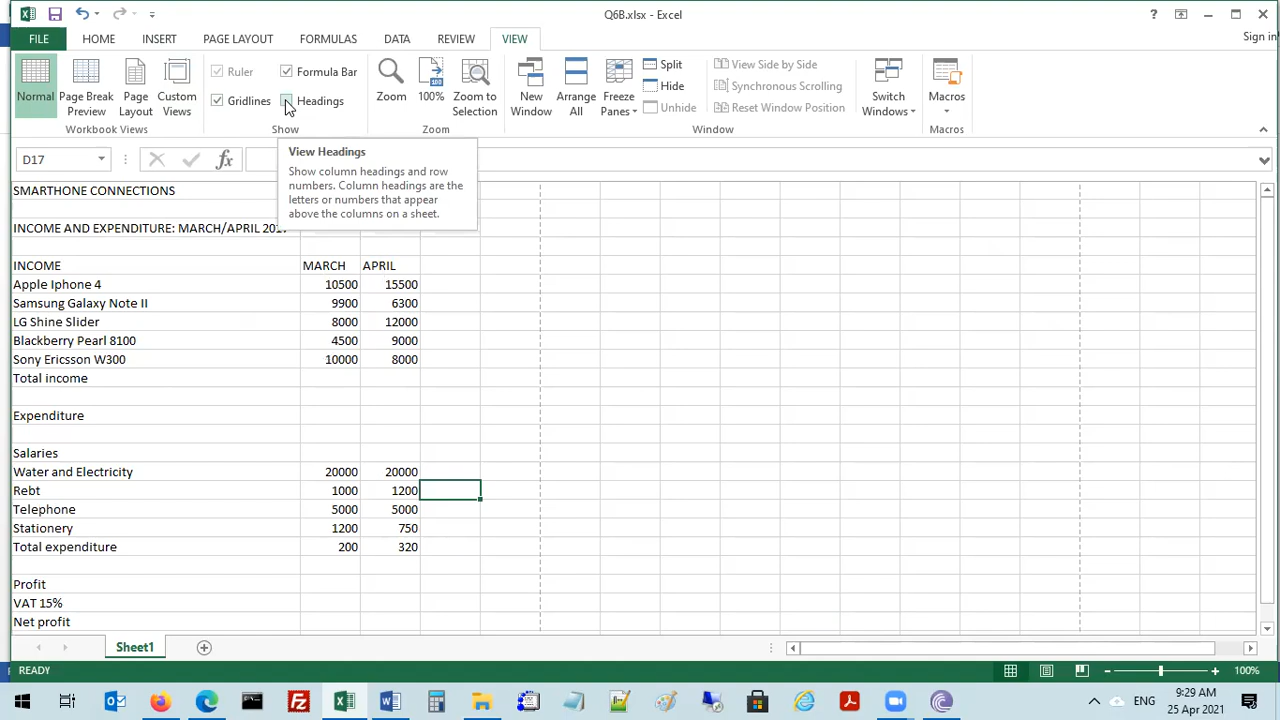 Q6B.xlsx - Excel
Sign in
FILE HOME INSERT PAGE LAYOUT FORMULAS DATA REVIEW VIEW
Normal
Page Break Preview
Page Layout
Custom Views
Workbook Views
Ruler
Formula Bar
Gridlines
Headings
Show
Zoom
100%
Zoom to Selection
Zoom
New Window
Arrange All
Freeze Panes
Split
Hide
Unhide
View Side by Side
Synchronous Scrolling
Reset Window Position
Window
Switch Windows
Macros
Macros
D17
fx
View Headings
Show column headings and row
numbers. Column headings are the
letters or numbers that appear
above the columns on a sheet.
SMARTHONE CONNECTIONS
INCOME AND EXPENDITURE: MARCH/APRIL
INCOME MARCH APRIL
Apple Iphone 4 10500 15500
Samsung Galaxy Note II 9900 6300
LG Shine Slider 8000 12000
Blackberry Pearl 8100 4500 9000
Sony Ericsson W300 10000 8000
Total income
Expenditure
Salaries
Water and Electricity 20000 20000
Rebt 1000 1200
Telephone 5000 5000
Stationery 1200 750
Total expenditure 200 320
Profit
VAT 15%
Net profit
Sheet1
READY
100%
ENG
9:29 AM
25 Apr 2021